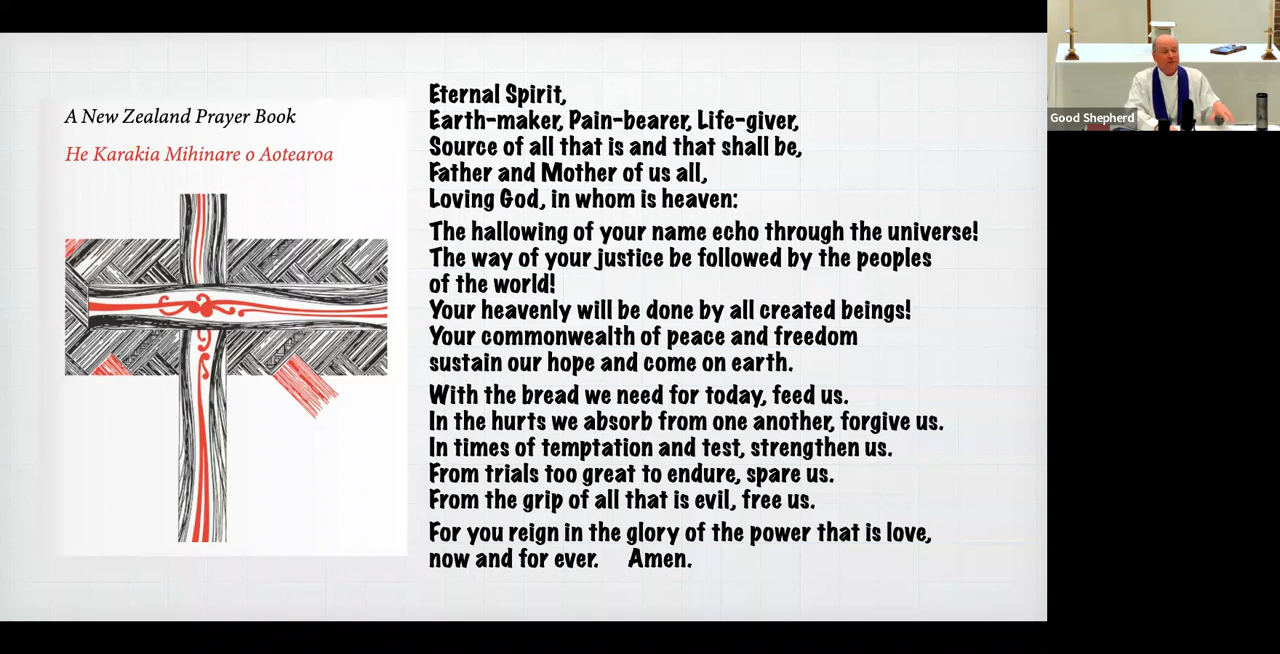 A New Zealand Prayer Book
He Karakia Mihinare o Aotearoa
Eternal Spirit,
Earth-maker, Pain-bearer, Life-giver,
Source of all that is and that shall be,
Father and Mother of us all,
Loving God, in whom is heaven:
The hallowing of your name echo through the universe!
The way of your justice be followed by the peoples
of the world!
Your heavenly will be done by all created beings!
Your commonwealth of peace and freedom
sustain our hope and come on earth.
With the bread we need for today, feed us.
In the hurts we absorb from one another, forgive us.
In times of temptation and test, strengthen us.
From trials too great to endure, spare us.
From the grip of all that is evil, free us.
For you reign in the glory of the power that is love,
now and for ever. Amen.
Good Shepherd